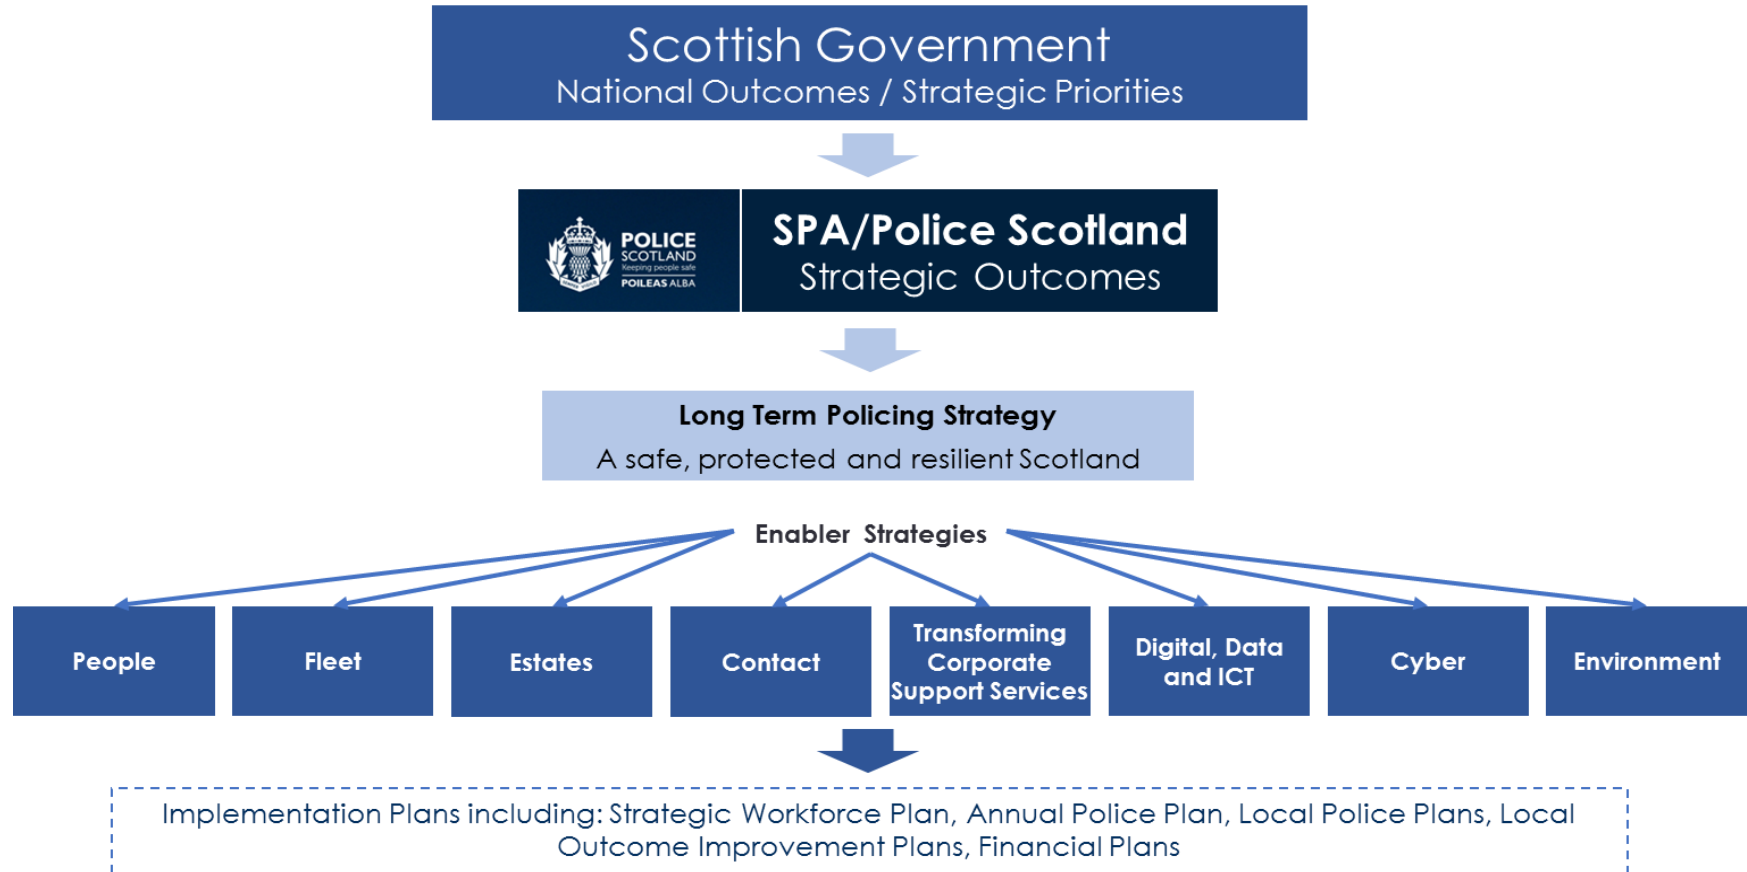 Scottish Government
National Outcomes / Strategic Priorities
POLICE
SCOTLAND
Keeping people safe
POILEAS ALBA
SPA/Police Scotland
Strategic Outcomes
Long Term Policing Strategy
A safe, protected and resilient Scotland
Enabler Strategies
People
Fleet
Estates
Contact
Transforming
Corporate
Support Services
Digital, Data
and ICT
Cyber
Environment
Implementation Plans including: Strategic Workforce Plan, Annual Police Plan, Local Police Plans, Local
Outcome Improvement Plans, Financial Plans